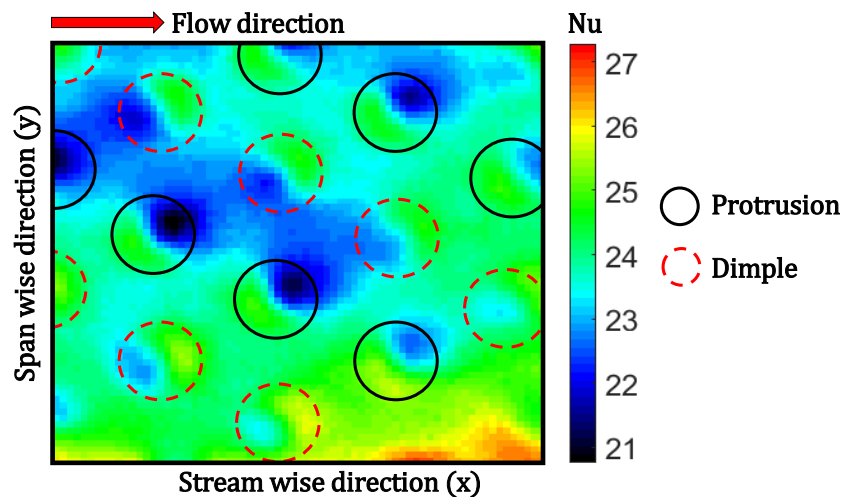 Flow direction
Nu
27
26
25
24
23
22
21
Span wise direction (y)
Stream wise direction (x)
Protrusion
Dimple